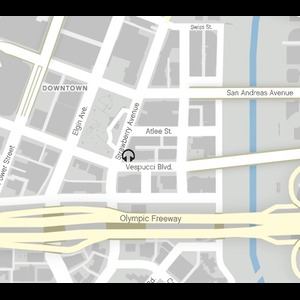 Swiss St.
San Andreas Avenue
DOWNTOWN
Elgin Ave.
Strawberry Avenue
Atlee St.
Power Street
Vespucci Blvd.
Olympic Freeway